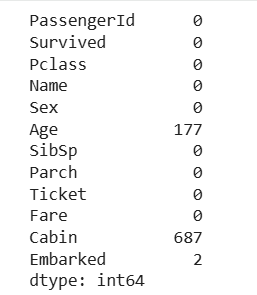 PassengerId 0
Survived 0
Pclass 0
Name 0
Sex 0
Age 177
SibSp 0
Parch 0
Ticket 0
Fare 0
Cabin 687
Embarked 2
dtype: int64